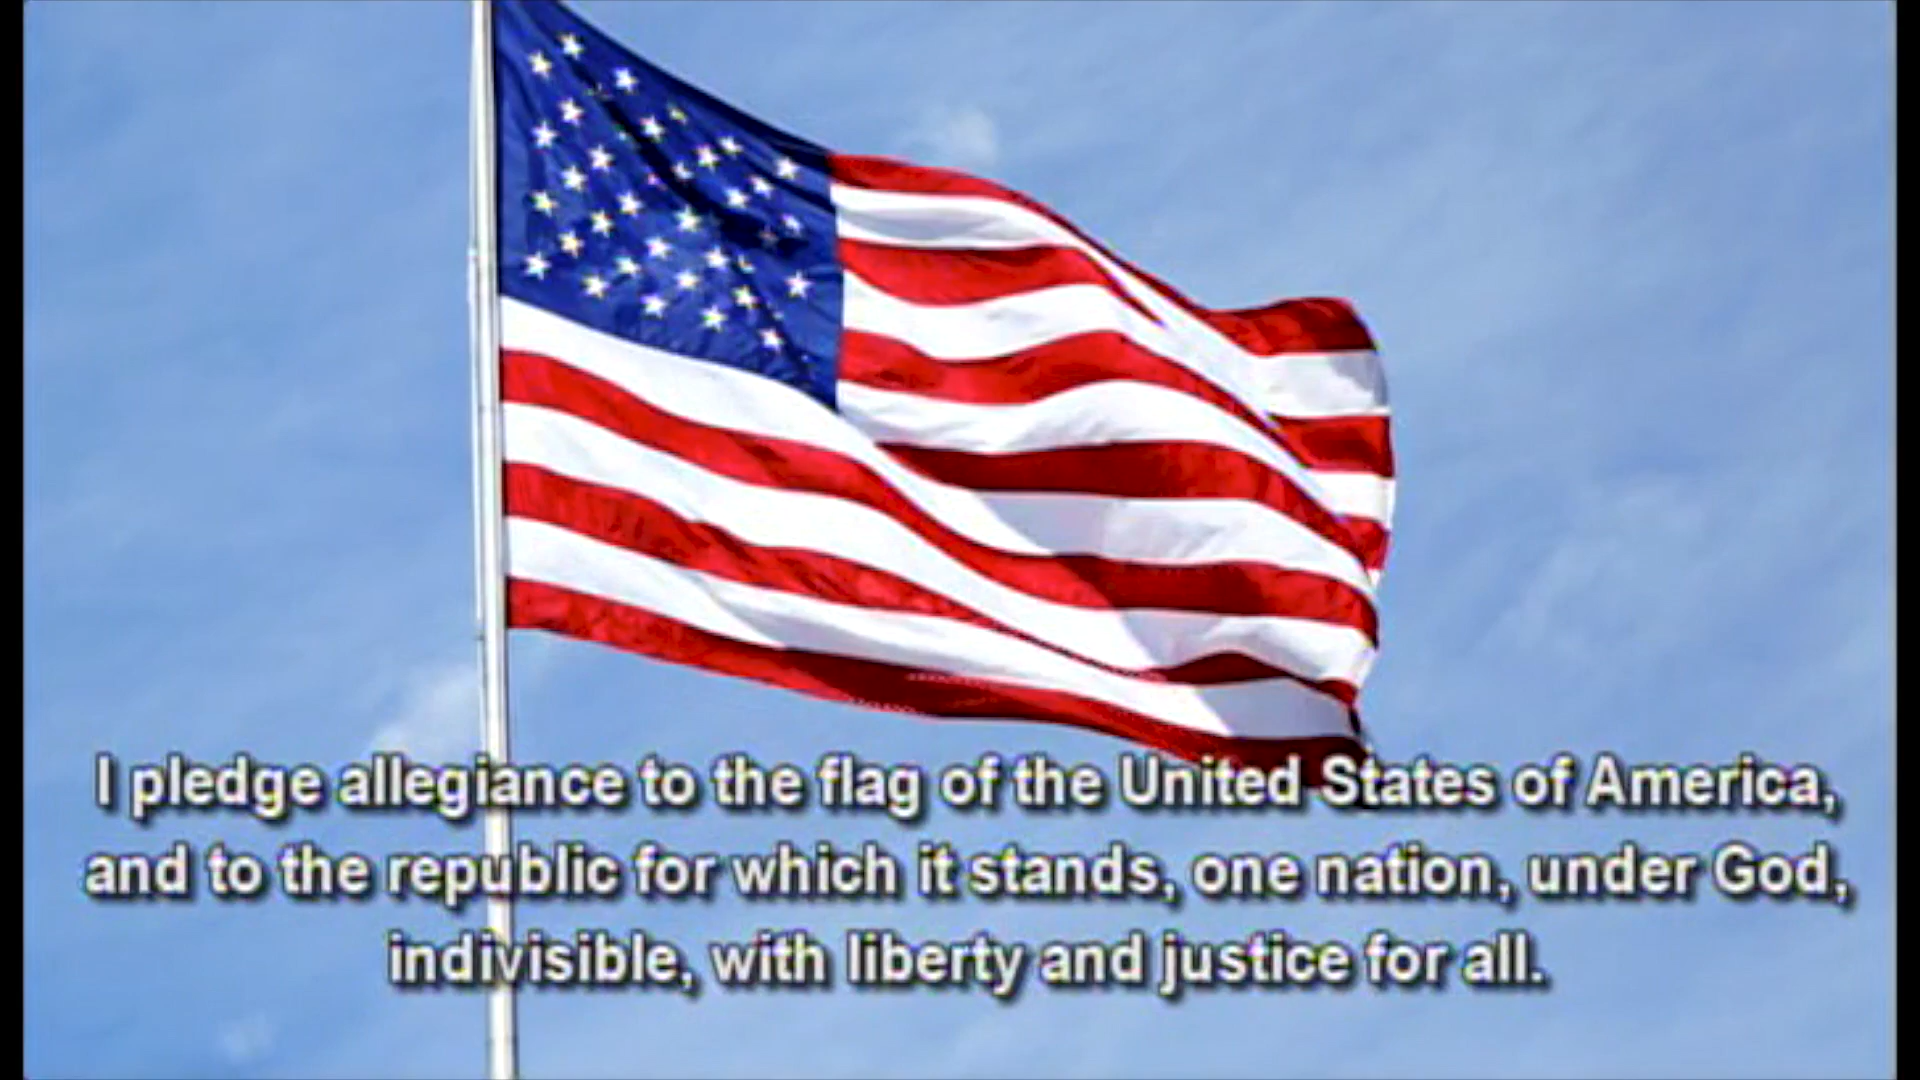 I pledge allegiance to the flag of the United States of America,
and to the republic for which it stands, one nation, under God,
indivisible, with liberty and justice for all.